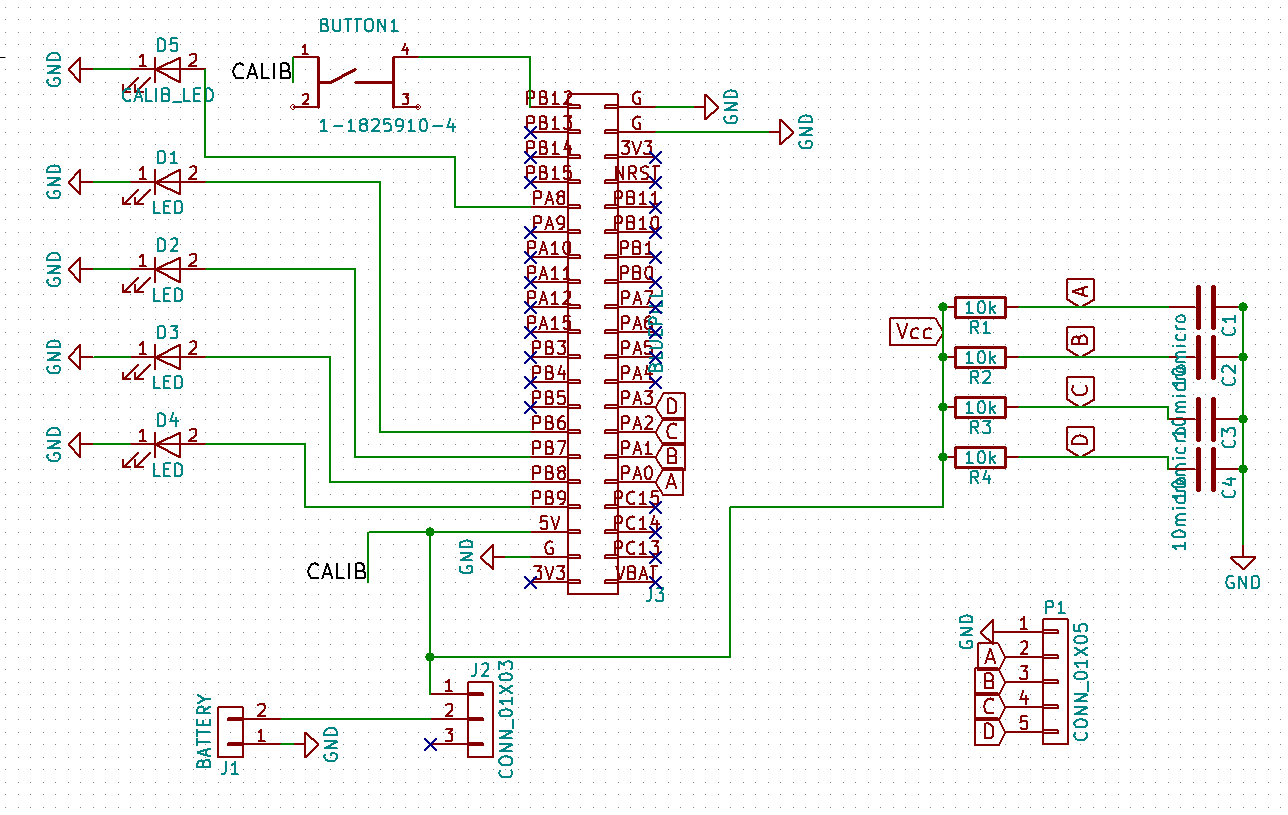 BUTTON1
D5
1
2
GND
CALIB_LED
CALIB
1
4
2
3
1-1825910-4
D1
1
2
GND
LED
D2
1
2
GND
LED
D3
1
2
GND
LED
D4
1
2
GND
LED
PB12
PB13
PB14
PB15
PA8
PA9
PA10
PA11
PA12
PA15
PB3
PB4
PB5
PB6
PB7
PB8
PB9
5V
G
3V3
G
G
3V3
NRST
PB11
PB10
PB1
PB0
PA7
PA6
PA5
PA4
PA3
PA2
PA1
PA0
PC15
PC14
PC13
VBAT
GND
GND
D
C
B
A
J3
GND
CALIB
Vcc
10k
R1
10k
R2
10k
R3
10k
R4
A
B
C
D
10micro
10micro
10micro
10micro
C1
C2
C3
C4
GND
BATTERY
2
1
J1
GND
J2
1
2
3
CONN_01X03
P1
GND
1
A
2
B
3
C
4
D
5
CONN_01X05